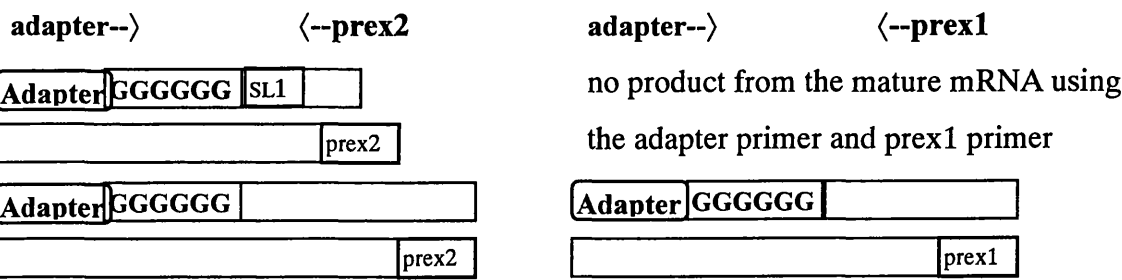 adapter--⟩ ⟨--prex2
Adapter GGGGGG SL1
prex2
Adapter GGGGGG
prex2
adapter--⟩ ⟨--prex1
no product from the mature mRNA using
the adapter primer and prex1 primer
Adapter GGGGGG
prex1